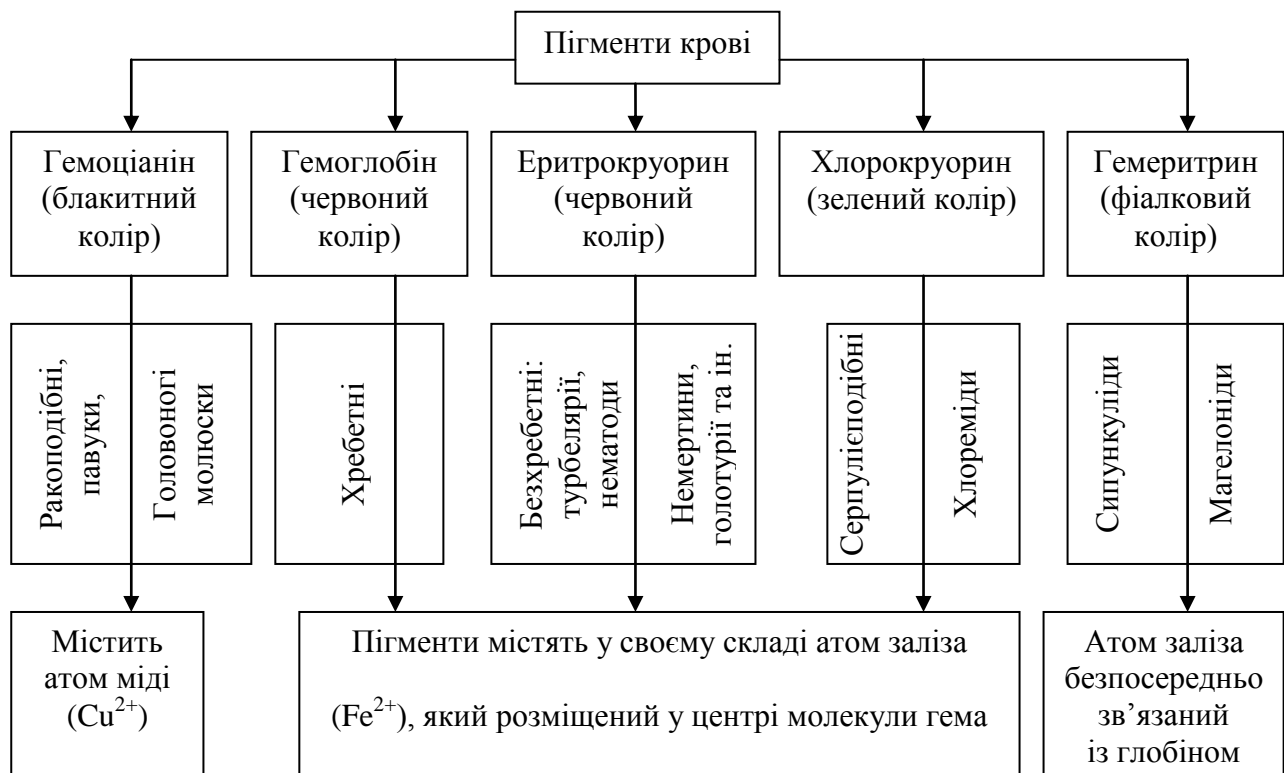 Пігменти крові
Гемоціанін
(блакитний
колір)
Гемоглобін
(червоний
колір)
Еритрокруорин
(червоний
колір)
Хлорокруорин
(зелений колір)
Гемеритрин
(фіалковий
колір)
Ракоподібні,
павуки,
Головоногі
молюски
Хребетні
Безхребетні:
турбелярії,
нематоди
Немертини,
голотурії та ін.
Серпулієподібні
Хлореміди
Сипункуліди
Магелоніди
Містить
атом міді
(Cu²⁺)
Пігменти містять у своєму складі атом заліза
(Fe²⁺), який розміщений у центрі молекули гема
Атом заліза
безпосередньо
зв’язаний
із глобіном